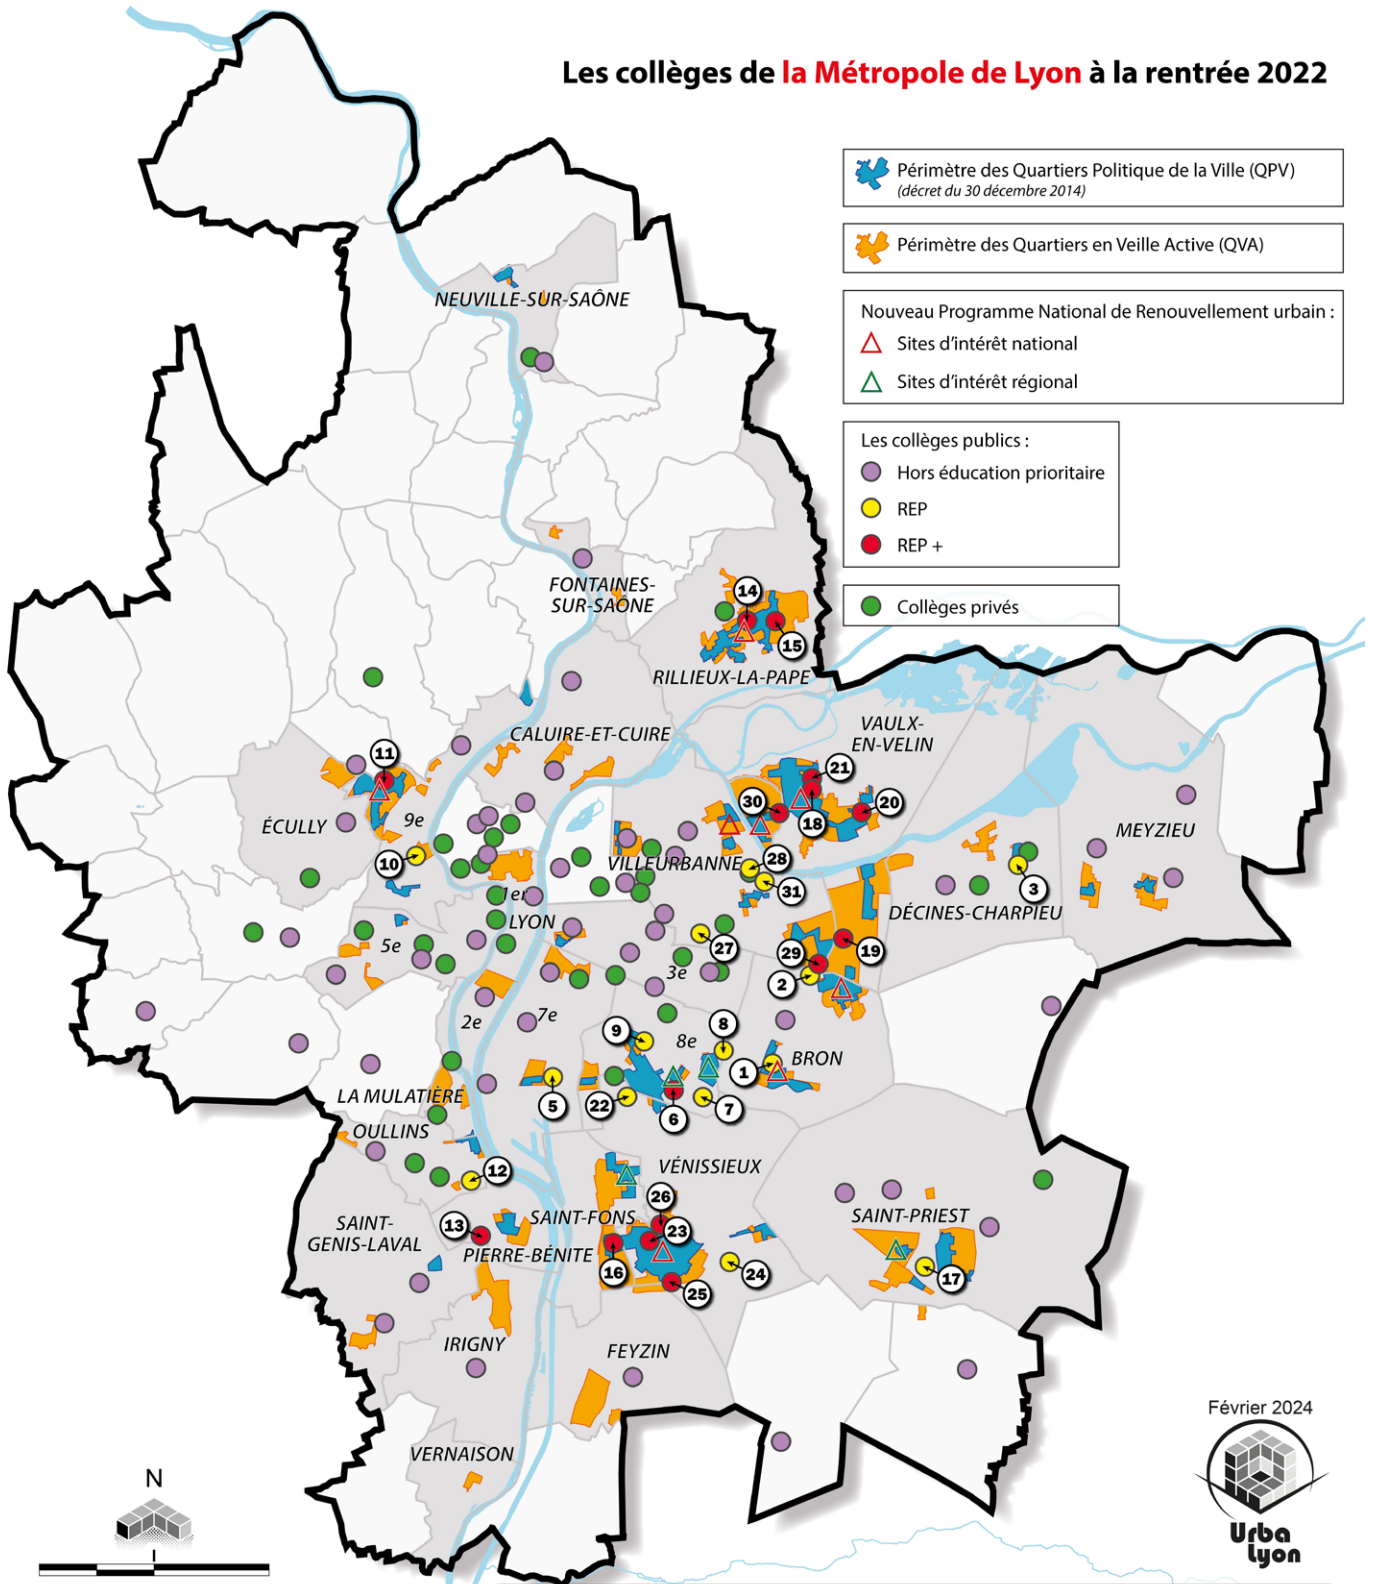 Les collèges de la Métropole de Lyon à la rentrée 2022
Périmètre des Quartiers Politique de la Ville (QPV)
(décret du 30 décembre 2014)
Périmètre des Quartiers en Veille Active (QVA)
Nouveau Programme National de Renouvellement urbain :
Sites d'intérêt national
Sites d'intérêt régional
Les collèges publics :
Hors éducation prioritaire
REP
REP +
Collèges privés
NEUVILLE-SUR-SAÔNE
FONTAINES-
SUR-SAÔNE
14
15
RILLIEUX-LA-PAPE
CALUIRE-ET-CUIRE
VAULX-
EN-VELIN
11
21
30
20
18
ÉCULLY
9e
MEYZIEU
10
VILLEURBANNE
28
31
3
1er
LYON
DÉCINES-CHARPIEU
5e
27
29
19
3e
2
2e
7e
9
8
8e
1
BRON
LA MULATIÈRE
5
22
6
7
OULLINS
12
VÉNISSIEUX
26
13
SAINT-FONS
23
SAINT-
GENIS-LAVAL
PIERRE-BÉNITE
16
24
25
SAINT-PRIEST
17
IRIGNY
FEYZIN
VERNAISON
N
Février 2024
Urba
Lyon